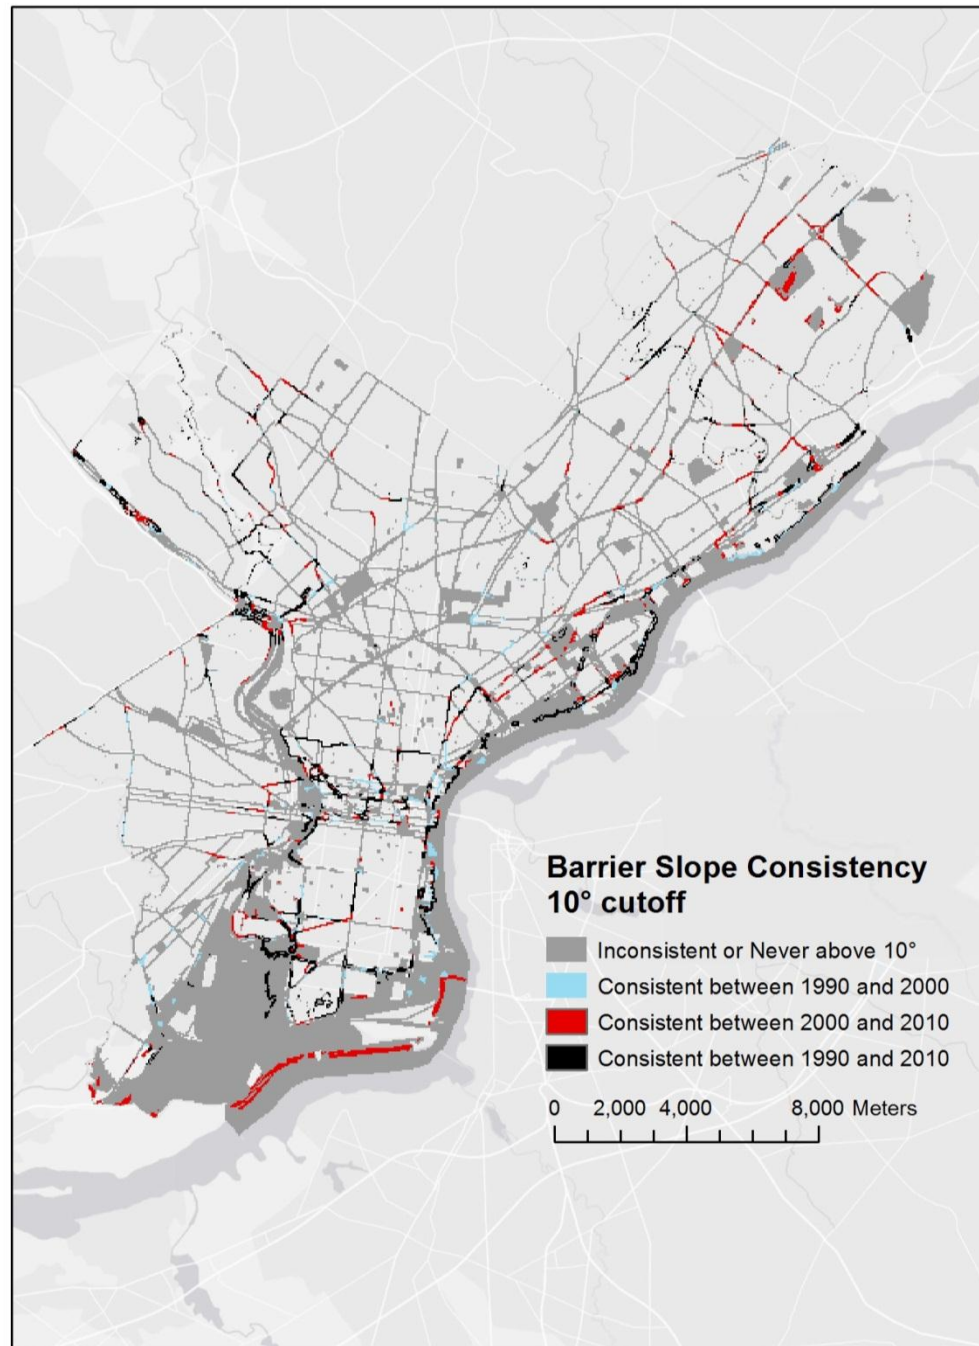 Barrier Slope Consistency
10° cutoff
Inconsistent or Never above 10°
Consistent between 1990 and 2000
Consistent between 2000 and 2010
Consistent between 1990 and 2010
0 2,000 4,000 8,000 Meters